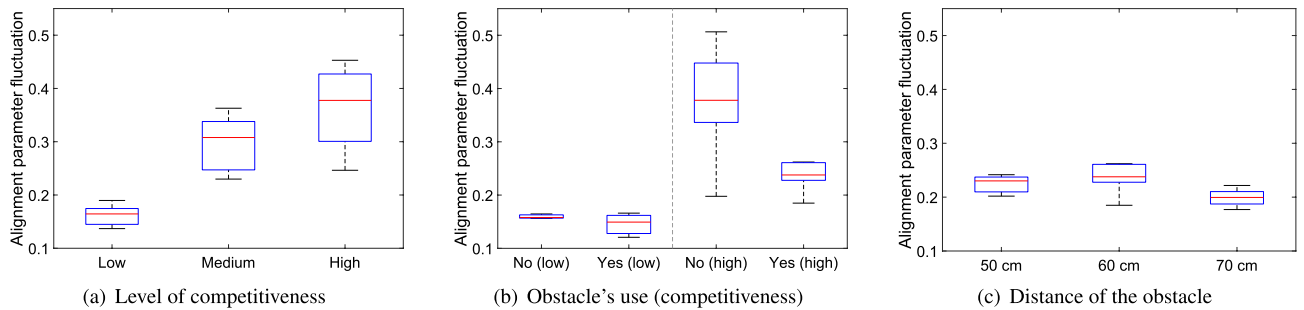 Alignment parameter fluctuation
0.5
0.4
0.3
0.2
0.1
Low Medium High
(a) Level of competitiveness
Alignment parameter fluctuation
0.5
0.4
0.3
0.2
0.1
No (low) Yes (low) No (high) Yes (high)
(b) Obstacle's use (competitiveness)
Alignment parameter fluctuation
0.5
0.4
0.3
0.2
0.1
50 cm 60 cm 70 cm
(c) Distance of the obstacle